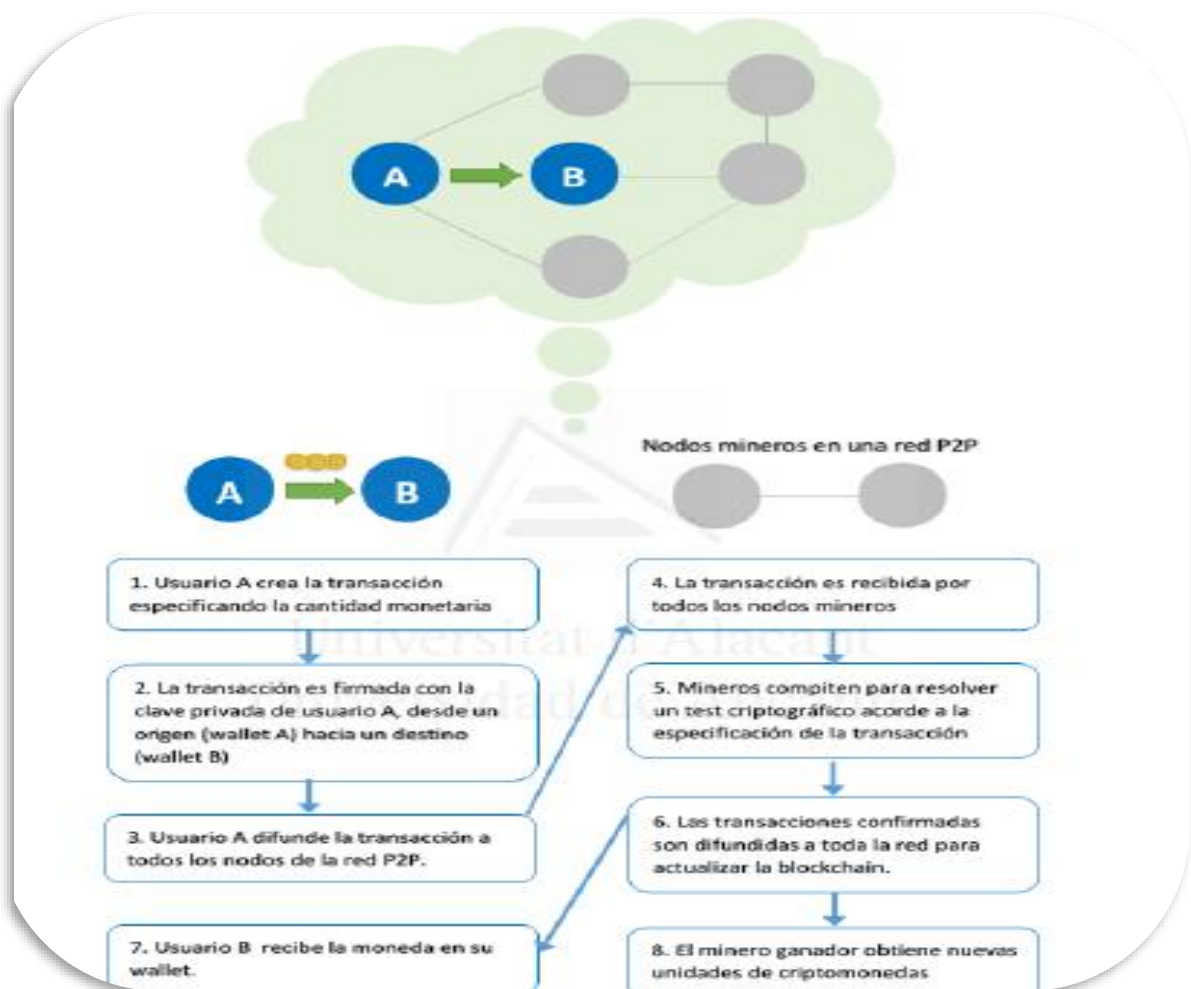 A
B
A
B
Nodos mineros en una red P2P
1. Usuario A crea la transacción
especificando la cantidad monetaria
2. La transacción es firmada con la
clave privada de usuario A, desde un
origen (wallet A) hacia un destino
(wallet B)
3. Usuario A difunde la transacción a
todos los nodos de la red P2P.
4. La transacción es recibida por
todos los nodos mineros
5. Mineros compiten para resolver
un test criptográfico acorde a la
especificación de la transacción
6. Las transacciones confirmadas
son difundidas a toda la red para
actualizar la blockchain.
7. Usuario B recibe la moneda en su
wallet.
8. El minero ganador obtiene nuevas
unidades de criptomonedas
Universitat d'Alacant